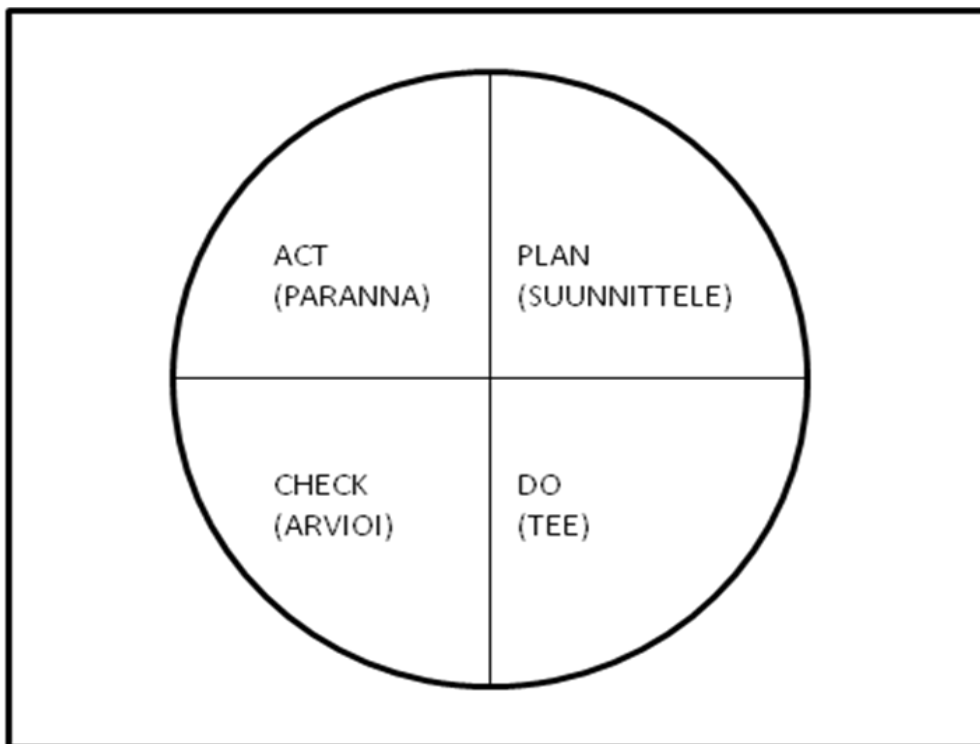 ACT
(PARANNA)
PLAN
(SUUNNITTELE)
CHECK
(ARVIOI)
DO
(TEE)